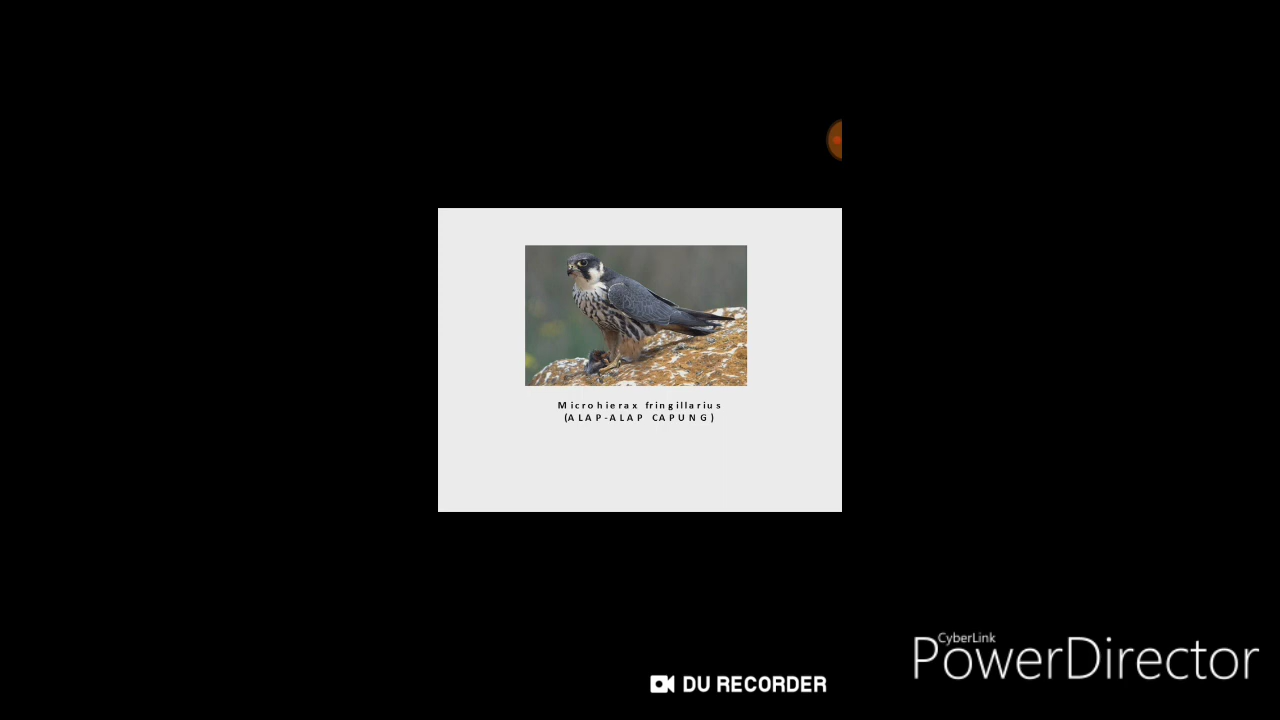 Microhierax fringillarius
(ALAP-ALAP CAPUNG)
DU RECORDER
CyberLink
PowerDirector